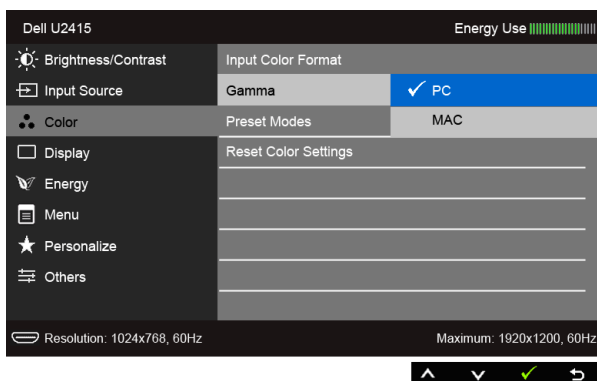 Dell U2415 Energy Use
Brightness/Contrast Input Color Format
Input Source Gamma PC
Color Preset Modes MAC
Display Reset Color Settings
Energy
Menu
Personalize
Others
Resolution: 1024x768, 60Hz Maximum: 1920x1200, 60Hz